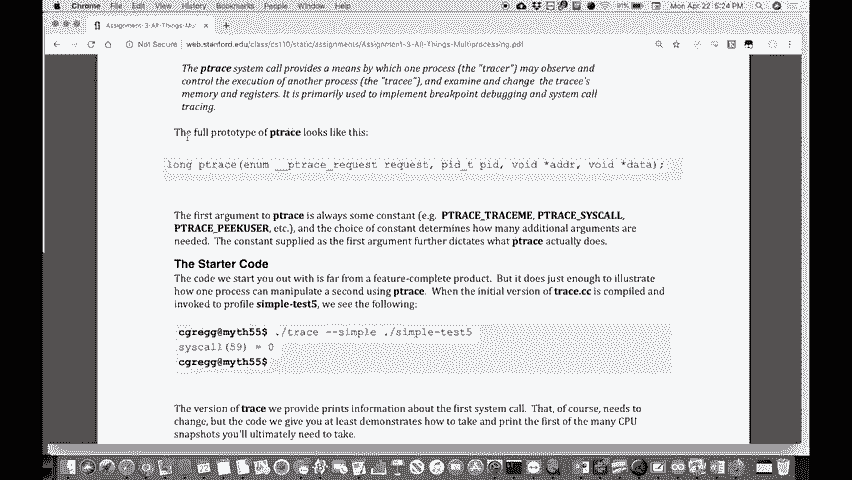 Chrome File Edit View History Bookmarks People Window Help
91% Mon Apr 22 5:24 PM
Assignment-3-All-Things-Mu
Not Secure web.stanford.edu/class/cs110/static/assignments/Assignment-3-All-Things-Multiprocessing.pdf
The ptrace system call provides a means by which one process (the "tracer") may observe and
control the execution of another process (the "tracee"), and examine and change the tracee's
memory and registers. It is primarily used to implement breakpoint debugging and system call
tracing.
The full prototype of ptrace looks like this:
long ptrace(enum __ptrace_request request, pid_t pid, void *addr, void *data);
The first argument to ptrace is always some constant (e.g. PTRACE_TRACEME, PTRACE_SYSCALL,
PTRACE_PEEKUSER, etc.), and the choice of constant determines how many additional arguments are
needed. The constant supplied as the first argument further dictates what ptrace actually does.
The Starter Code
The code we start you out with is far from a feature-complete product. But it does just enough to illustrate
how one process can manipulate a second using ptrace. When the initial version of trace.cc is compiled and
invoked to profile simple-test5, we see the following:
cgregg@myth55$ ./trace --simple ./simple-test5
syscall(59) = 0
cgregg@myth55$
The version of trace we provide prints information about the first system call. That, of course, needs to
change, but the code we give you at least demonstrates how to take and print the first of the many CPU
snapshots you'll ultimately need to take.